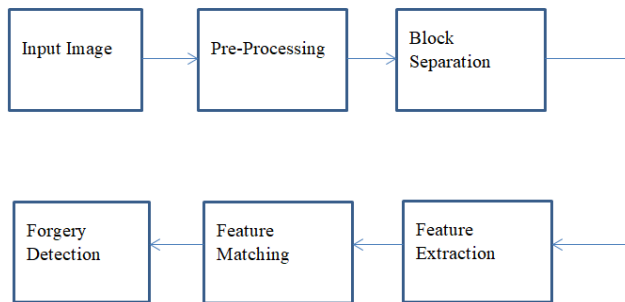 Input Image
Pre-Processing
Block
Separation
Feature
Extraction
Feature
Matching
Forgery
Detection